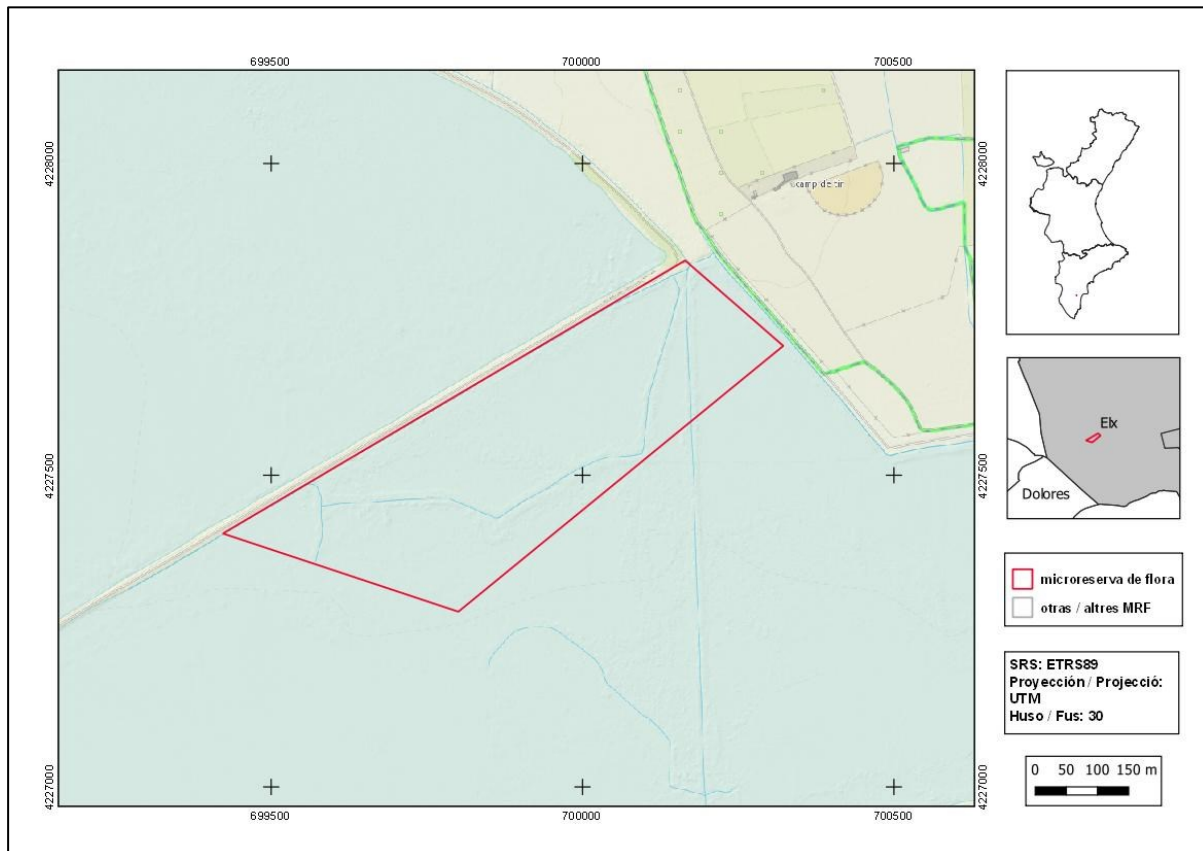 699500 700000 700500
4228000 4228000
camp de tir
4227500 4227500
4227000 4227000
699500 700000 700500
Elx
Dolores
microreserva de flora
otras / altres MRF
SRS: ETRS89
Proyección / Projecció:
UTM
Huso / Fus: 30
0 50 100 150 m